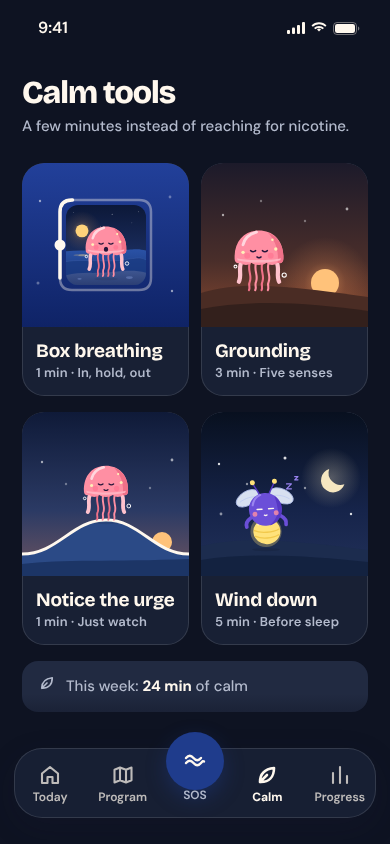 9:41
Calm tools
A few minutes instead of reaching for nicotine.
Box breathing
1 min · In, hold, out
Grounding
3 min · Five senses
z z
Notice the urge
1 min · Just watch
Wind down
5 min · Before sleep
This week: 24 min of calm
Today
Program
SOS
Calm
Progress